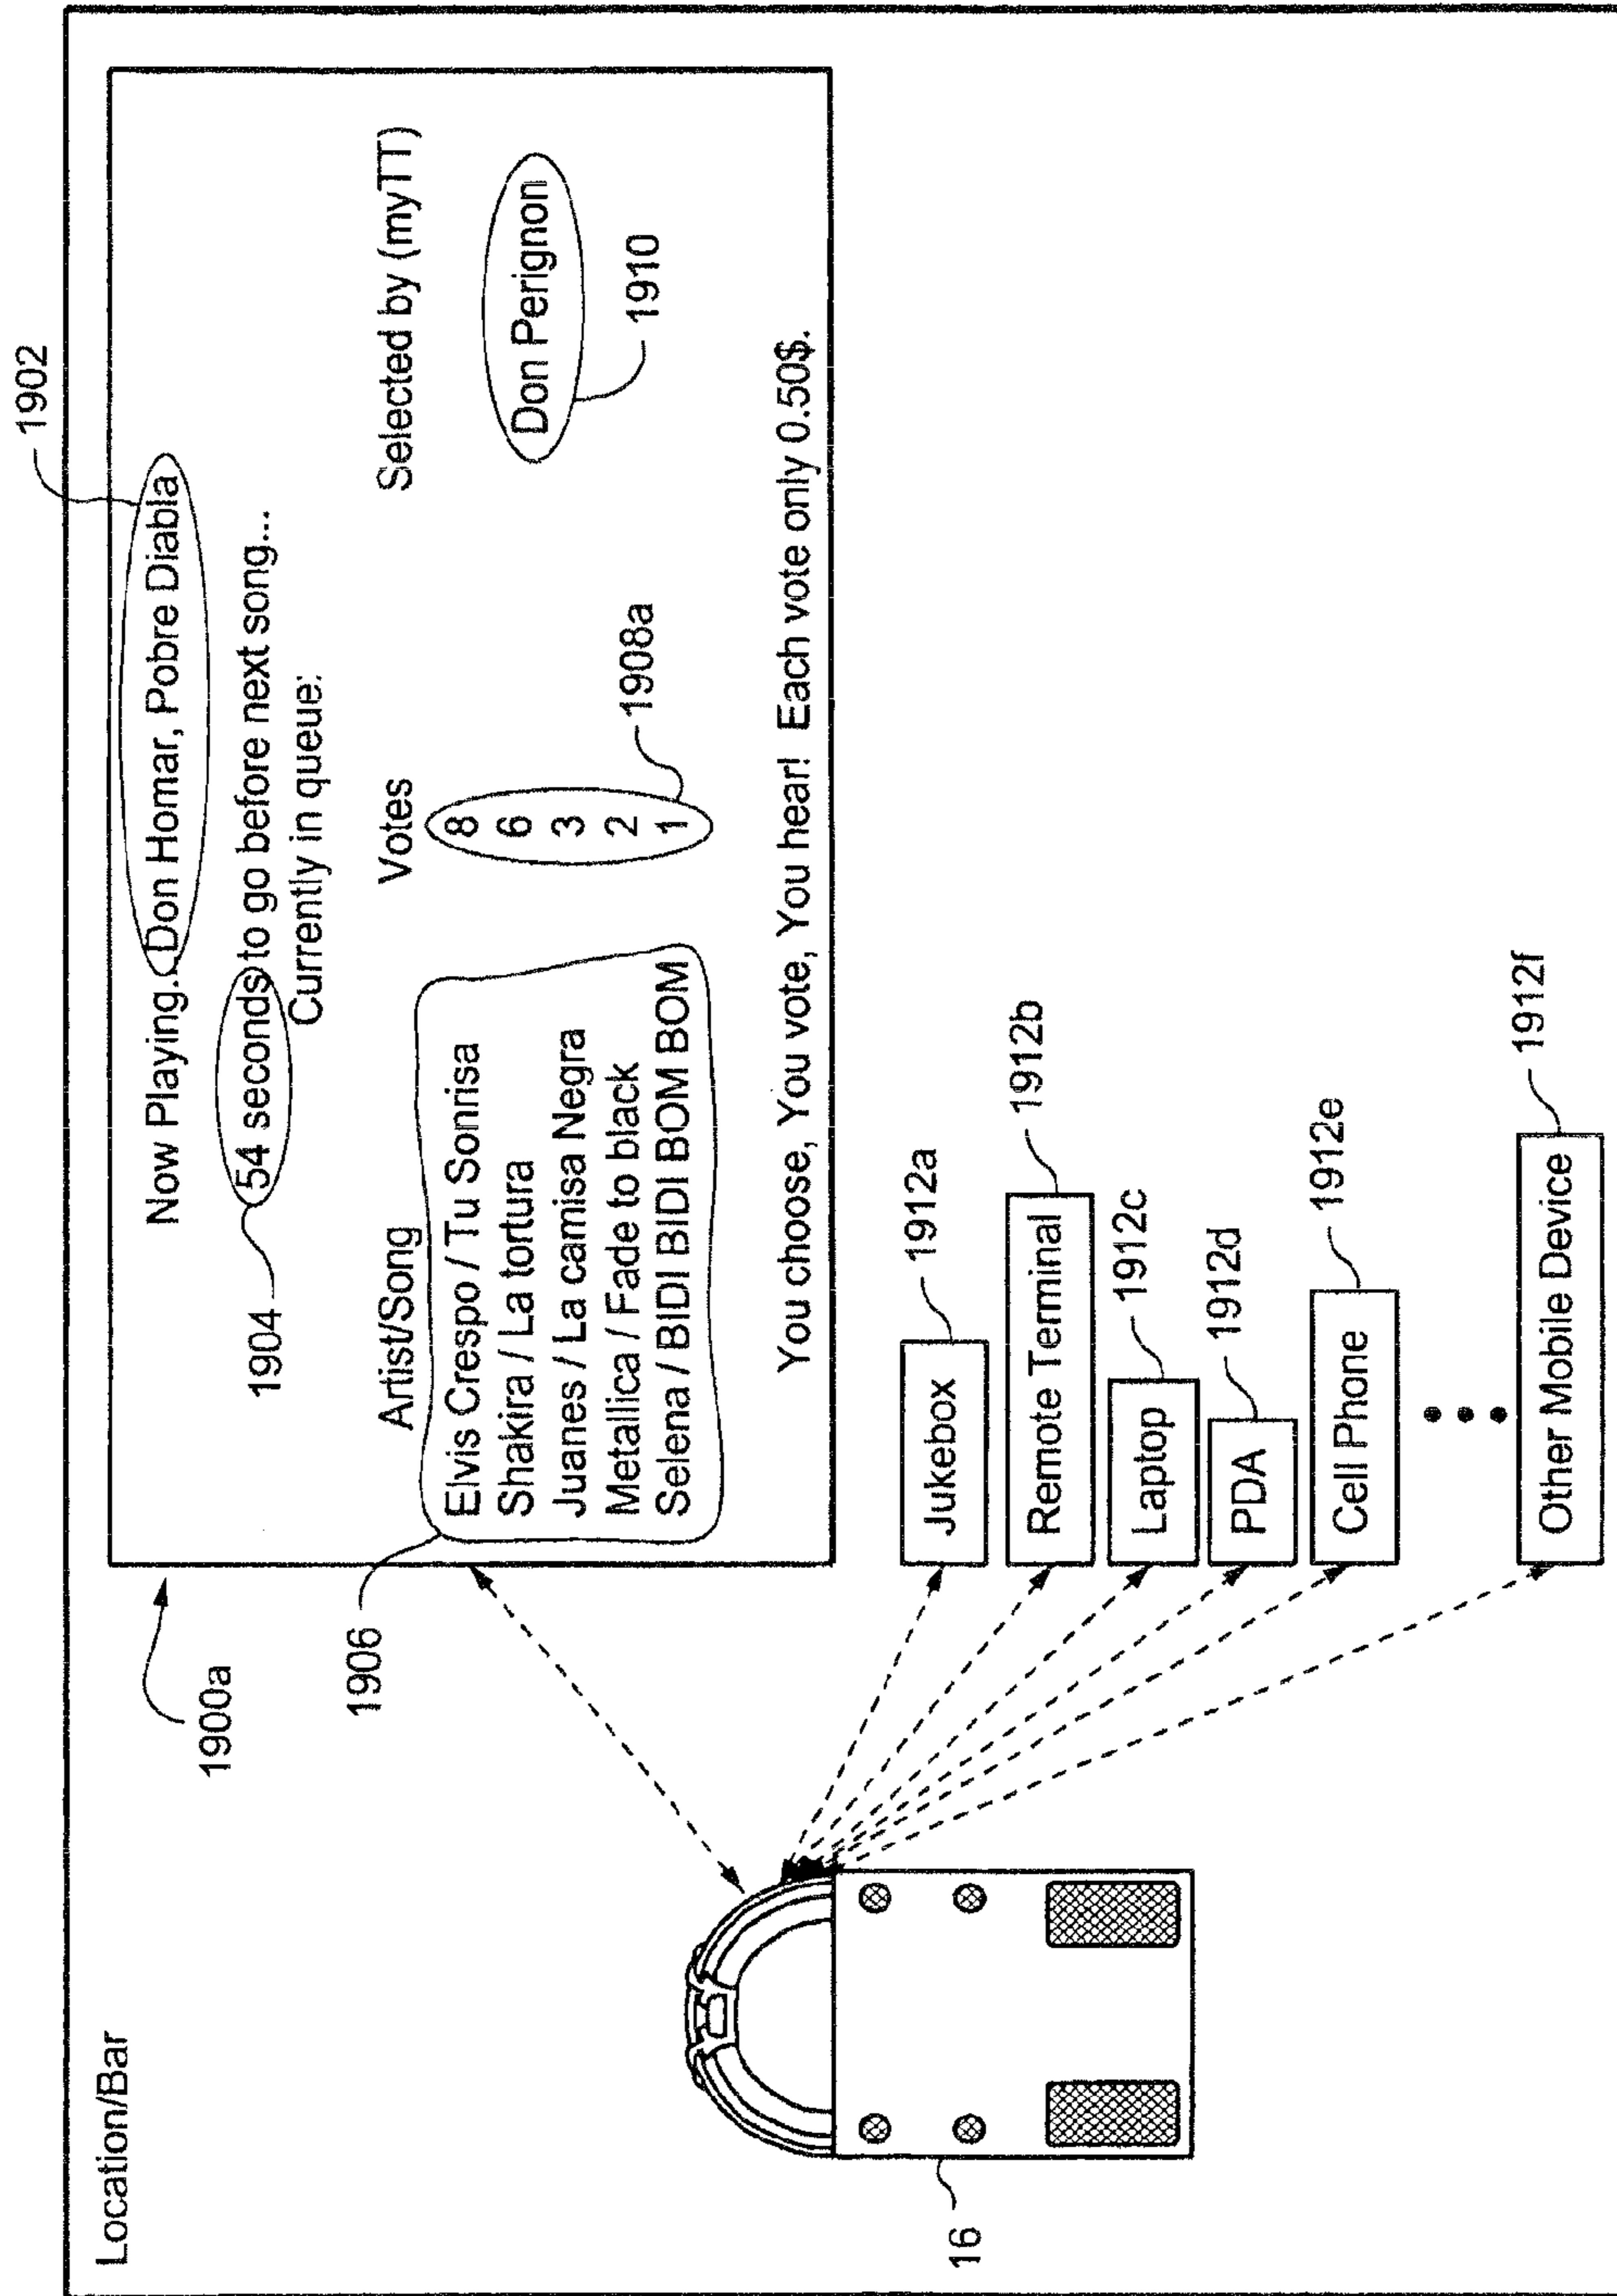 Location/Bar
1902
Now Playing...Don Homar, Pobre Diabla
54 seconds to go before next song...
Currently in queue:
1904
1900a
1906
Artist/Song Votes Selected by (myTT)
Elvis Crespo / Tu Sonrisa 8 Don Perignon
Shakira / La tortura 6
Juanes / La camisa Negra 3
Metallica / Fade to black 2
Selena / BIDI BIDI BOM BOM 1
1908a
1910
You choose, You vote, You hear! Each vote only 0.50$.
Jukebox 1912a
Remote Terminal 1912b
Laptop 1912c
PDA 1912d
Cell Phone 1912e
Other Mobile Device 1912f
16